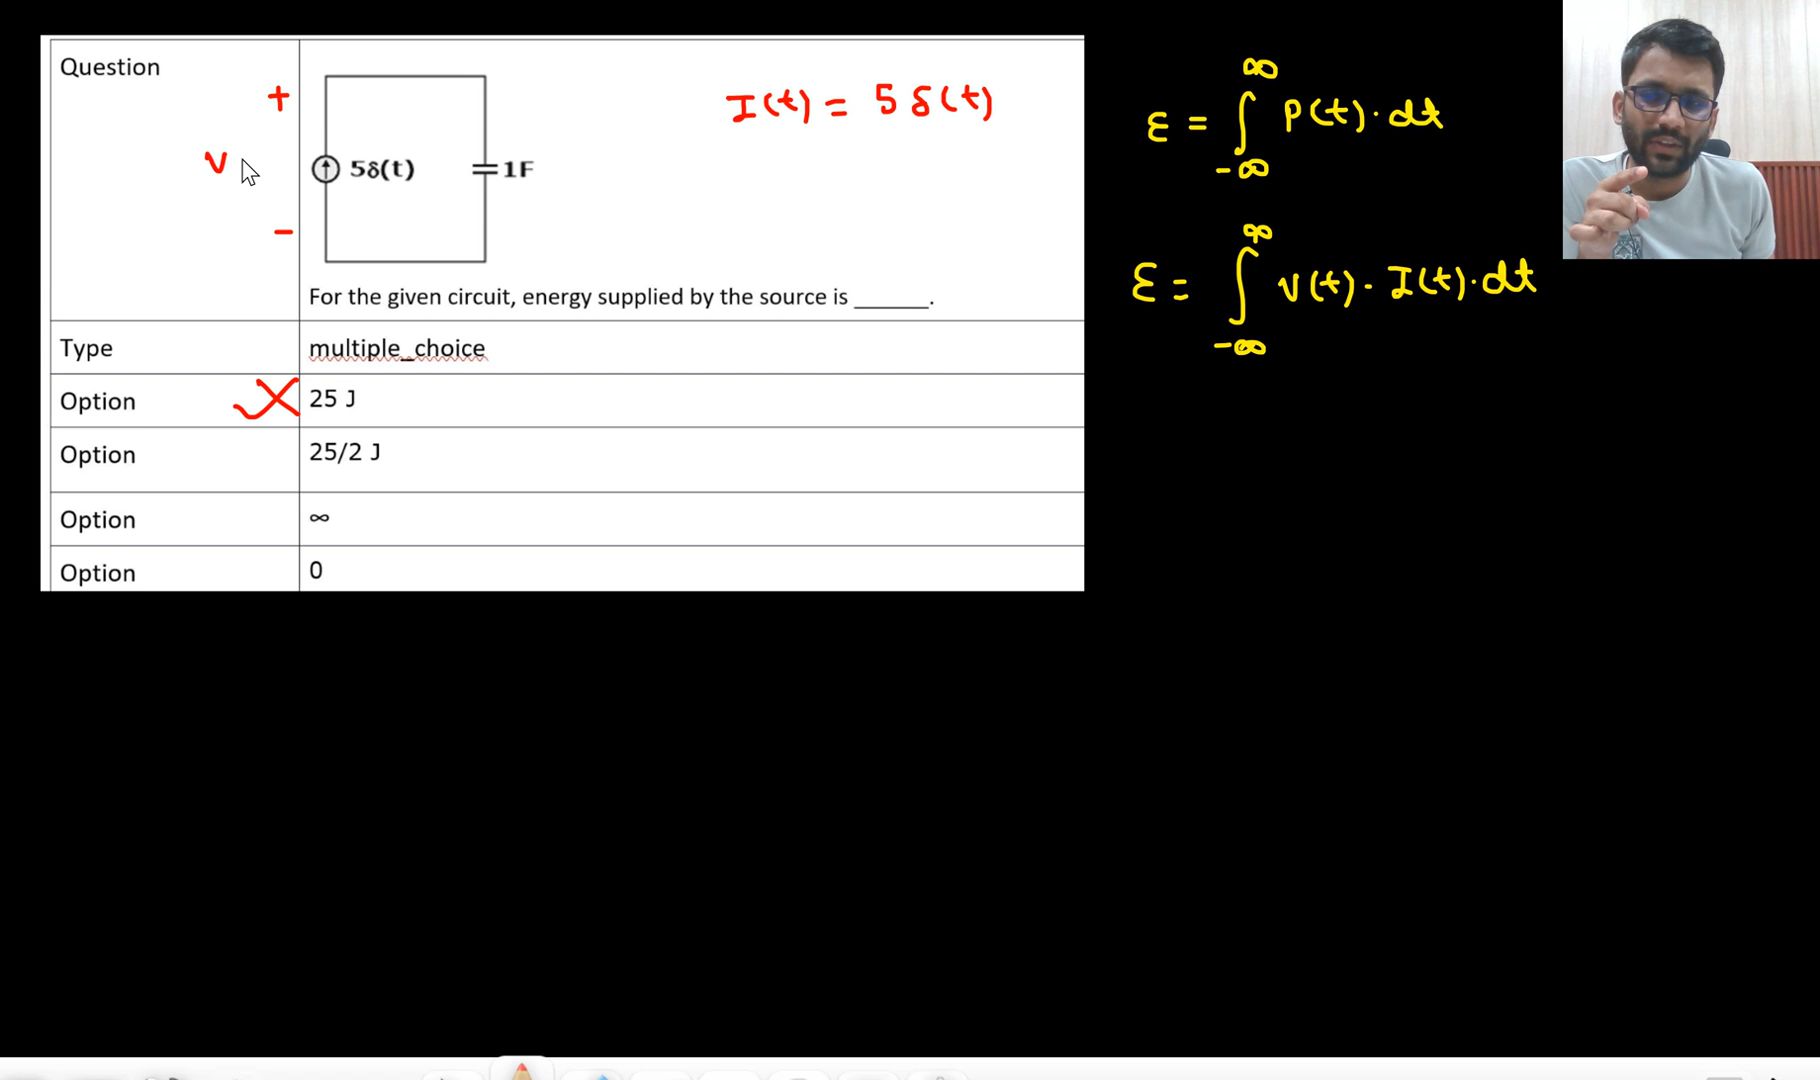 Question
+
I(t) = 5 δ(t)
V
5δ(t)
1F
-
For the given circuit, energy supplied by the source is ______.
Type
multiple_choice
Option
25 J
Option
25/2 J
Option
∞
Option
0
ε = ∫_{-∞}^{∞} P(t)·dt
ε = ∫_{-∞}^{∞} V(t)·I(t)·dt